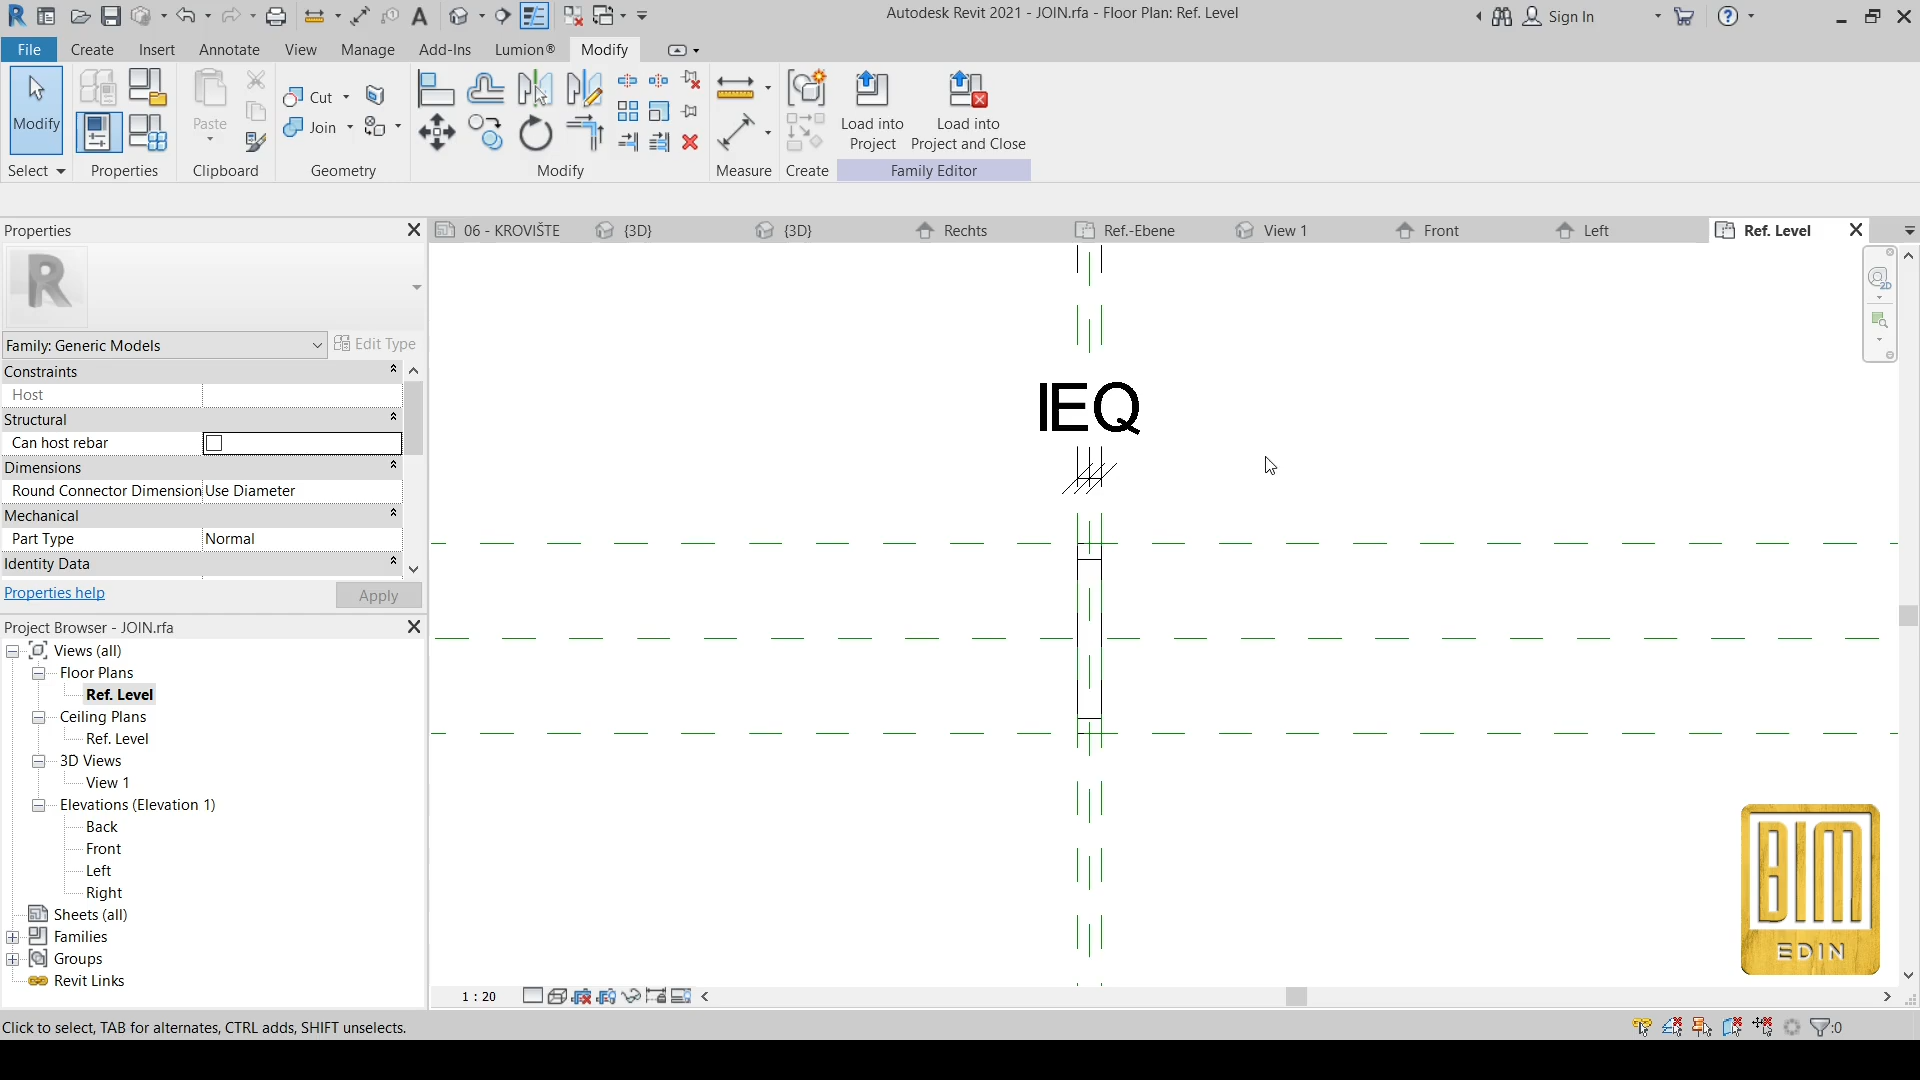 Autodesk Revit 2021 - JOIN.rfa - Floor Plan: Ref. Level
Sign In
File
Create
Insert
Annotate
View
Manage
Add-Ins
Lumion®
Modify
Modify
Paste
Cut
Join
Load into
Project
Load into
Project and Close
Select
Properties
Clipboard
Geometry
Modify
Measure
Create
Family Editor
Properties
06 - KROVIŠTE
{3D}
{3D}
Rechts
Ref.-Ebene
View 1
Front
Left
Ref. Level
R
Family: Generic Models
Edit Type
Constraints
Host
Structural
Can host rebar
Dimensions
Round Connector Dimension Use Diameter
Mechanical
Part Type Normal
Identity Data
Properties help
Apply
Project Browser - JOIN.rfa
Views (all)
Floor Plans
Ref. Level
Ceiling Plans
Ref. Level
3D Views
View 1
Elevations (Elevation 1)
Back
Front
Left
Right
Sheets (all)
Families
Groups
Revit Links
2D
BIM
EDIN
1 : 20
Click to select, TAB for alternates, CTRL adds, SHIFT unselects.
:0